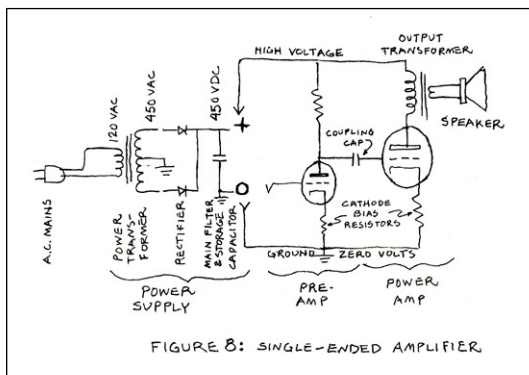 OUTPUT
TRANSFORMER
HIGH VOLTAGE
SPEAKER
120 VAC
450 VAC
450 VDC
+
COUPLING
CAP
A.C. MAINS
POWER
TRANS-
FORMER
RECTIFIER
MAIN FILTER
& STORAGE
CAPACITOR
CATHODE
BIAS
RESISTORS
GROUND
ZERO VOLTS
POWER
SUPPLY
PRE-
AMP
POWER
AMP
FIGURE 8: SINGLE-ENDED AMPLIFIER